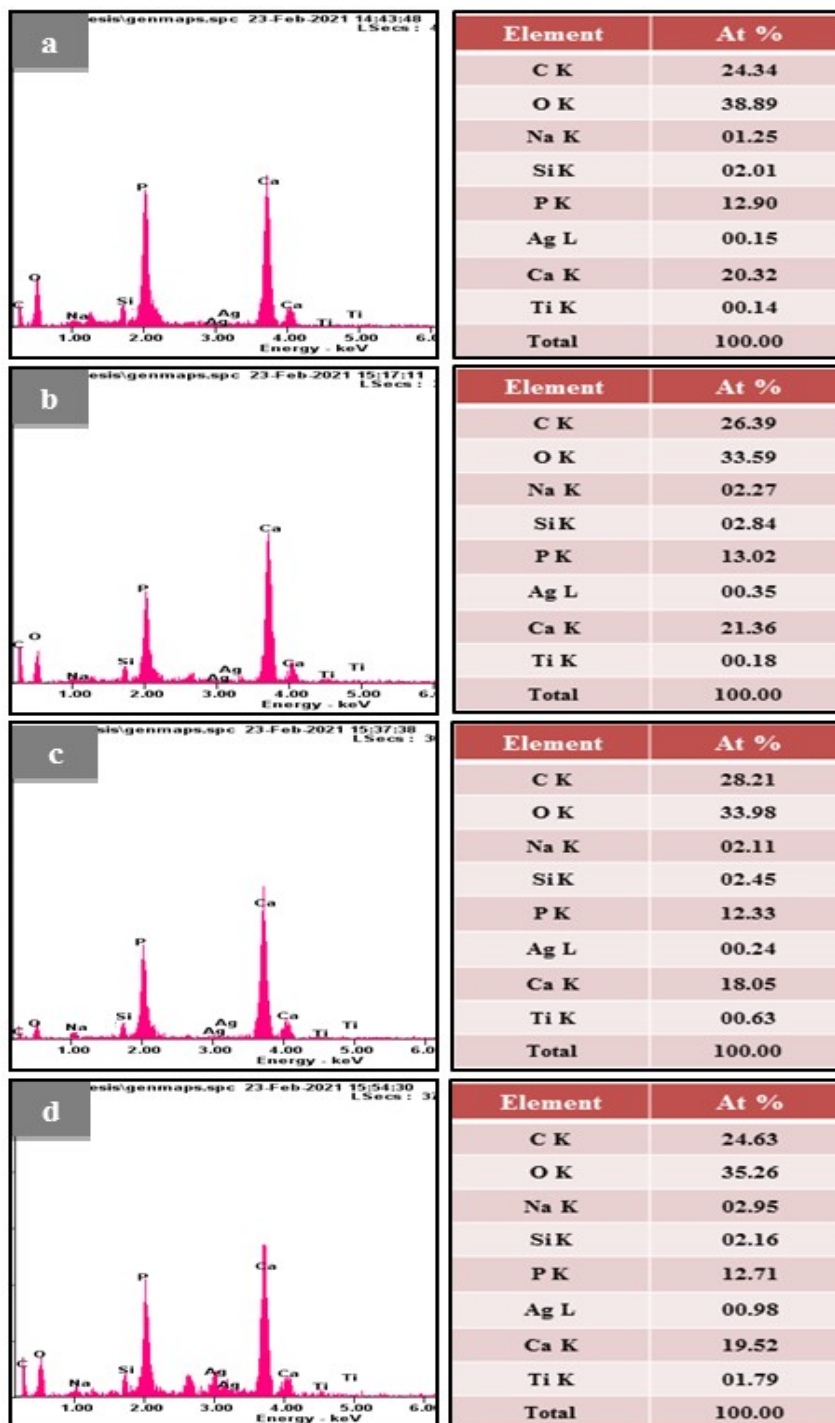 a
esis\genmaps.spc 23-Feb-2021 14:43:48
LSecs :
P
Ca
O
C
Na
Si
Ag
Ag
Ca
Ti
Ti
1.00 2.00 3.00 4.00 5.00 6.0
Energy - keV
Element At %
C K 24.34
O K 38.89
Na K 01.25
Si K 02.01
P K 12.90
Ag L 00.15
Ca K 20.32
Ti K 00.14
Total 100.00
b
esis\genmaps.spc 23-Feb-2021 15:17:11
LSecs :
Ca
P
O
C
Na
Si
Ag
Ag
Ca
Ti
Ti
1.00 2.00 3.00 4.00 5.00 6.0
Energy - keV
Element At %
C K 26.39
O K 33.59
Na K 02.27
Si K 02.84
P K 13.02
Ag L 00.35
Ca K 21.36
Ti K 00.18
Total 100.00
c
esis\genmaps.spc 23-Feb-2021 15:37:38
LSecs :
Ca
P
C
O
Na
Si
Ag
Ag
Ca
Ti
Ti
1.00 2.00 3.00 4.00 5.00 6.0
Energy - keV
Element At %
C K 28.21
O K 33.98
Na K 02.11
Si K 02.45
P K 12.33
Ag L 00.24
Ca K 18.05
Ti K 00.63
Total 100.00
d
esis\genmaps.spc 23-Feb-2021 15:54:30
LSecs : 37
Ca
P
C
O
Na
Si
Ag
Ag
Ca
Ti
Ti
1.00 2.00 3.00 4.00 5.00 6.0
Energy - keV
Element At %
C K 24.63
O K 35.26
Na K 02.95
Si K 02.16
P K 12.71
Ag L 00.98
Ca K 19.52
Ti K 01.79
Total 100.00